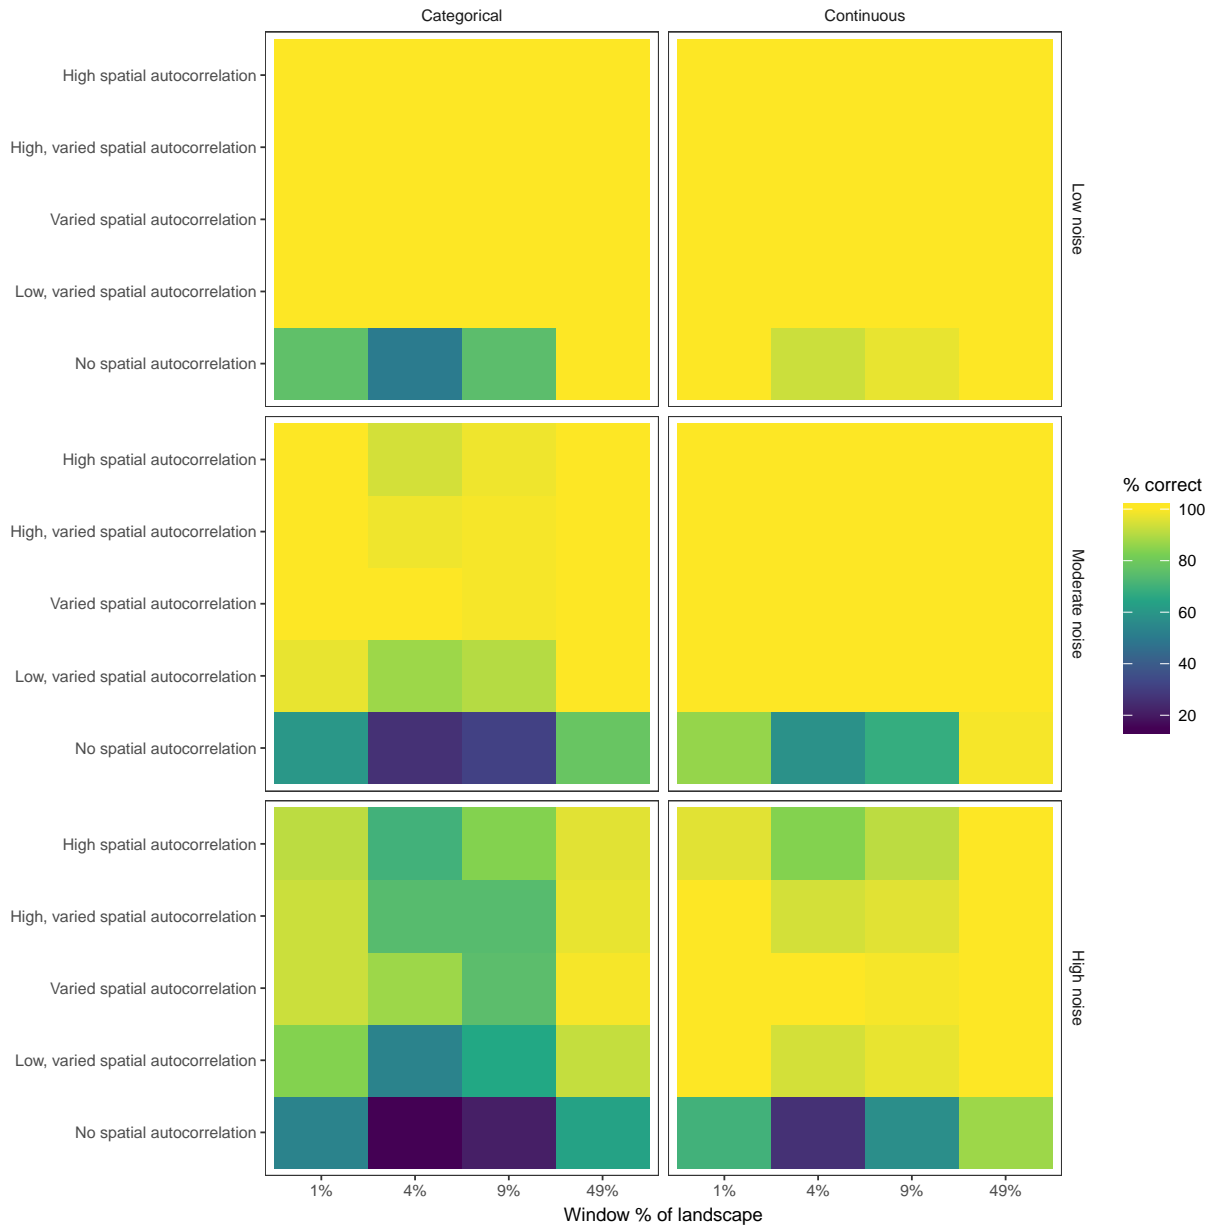 Categorical
Continuous
High spatial autocorrelation
High, varied spatial autocorrelation
Varied spatial autocorrelation
Low, varied spatial autocorrelation
No spatial autocorrelation
Low noise
High spatial autocorrelation
High, varied spatial autocorrelation
Varied spatial autocorrelation
Low, varied spatial autocorrelation
No spatial autocorrelation
Moderate noise
High spatial autocorrelation
High, varied spatial autocorrelation
Varied spatial autocorrelation
Low, varied spatial autocorrelation
No spatial autocorrelation
High noise
1% 4% 9% 49%
1% 4% 9% 49%
Window % of landscape
% correct
100
80
60
40
20